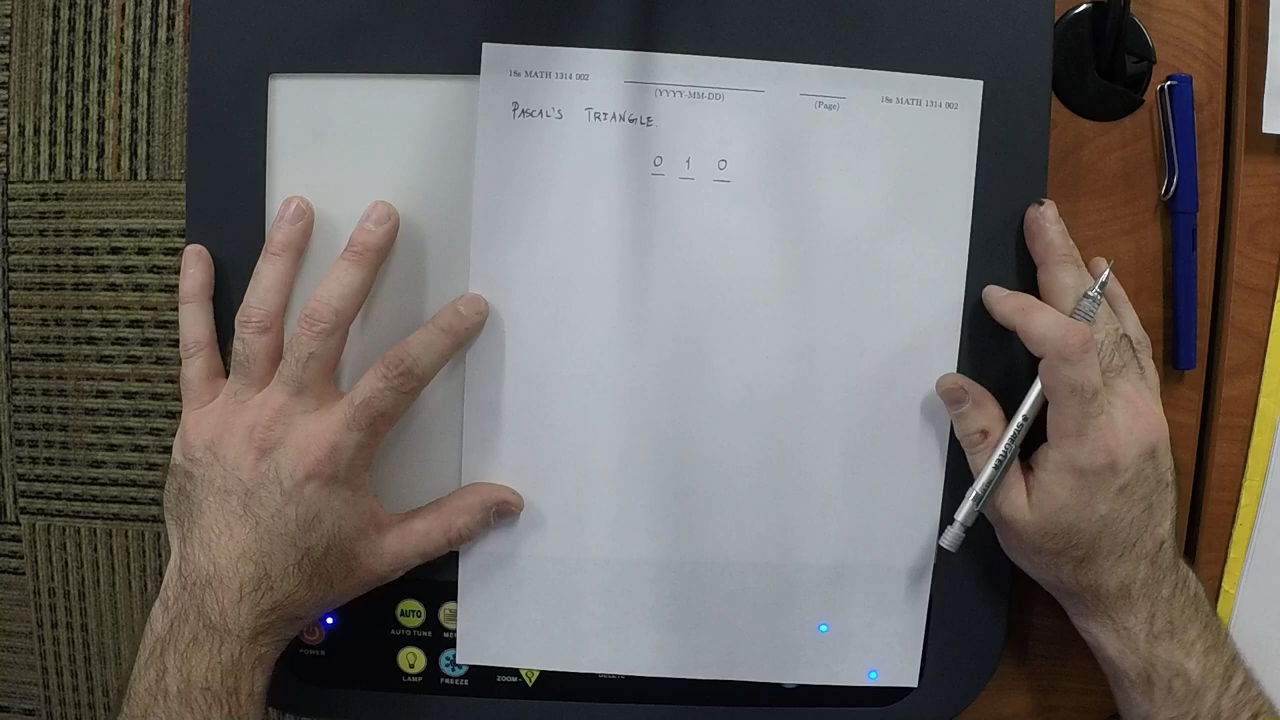 18s MATH 1314 002 (YYYY-MM-DD) (Page) 18s MATH 1314 002
PASCAL'S TRIANGLE.
0 1 0
STAEDTLER
AUTO
AUTO TUNE
POWER
LAMP
FREEZE
ZOOM-